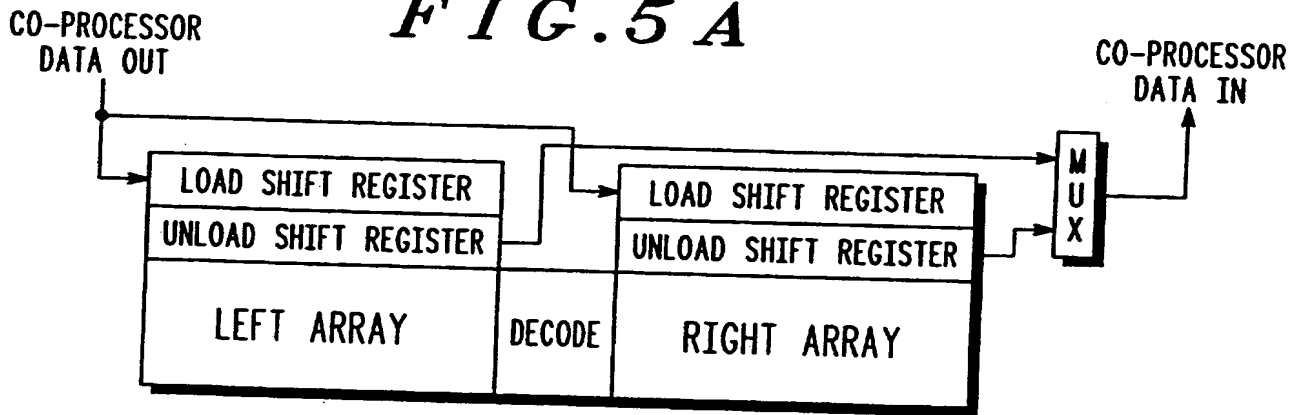 FIG.5A
CO-PROCESSOR
DATA OUT
CO-PROCESSOR
DATA IN
LOAD SHIFT REGISTER
UNLOAD SHIFT REGISTER
LEFT ARRAY
DECODE
LOAD SHIFT REGISTER
UNLOAD SHIFT REGISTER
RIGHT ARRAY
MUX